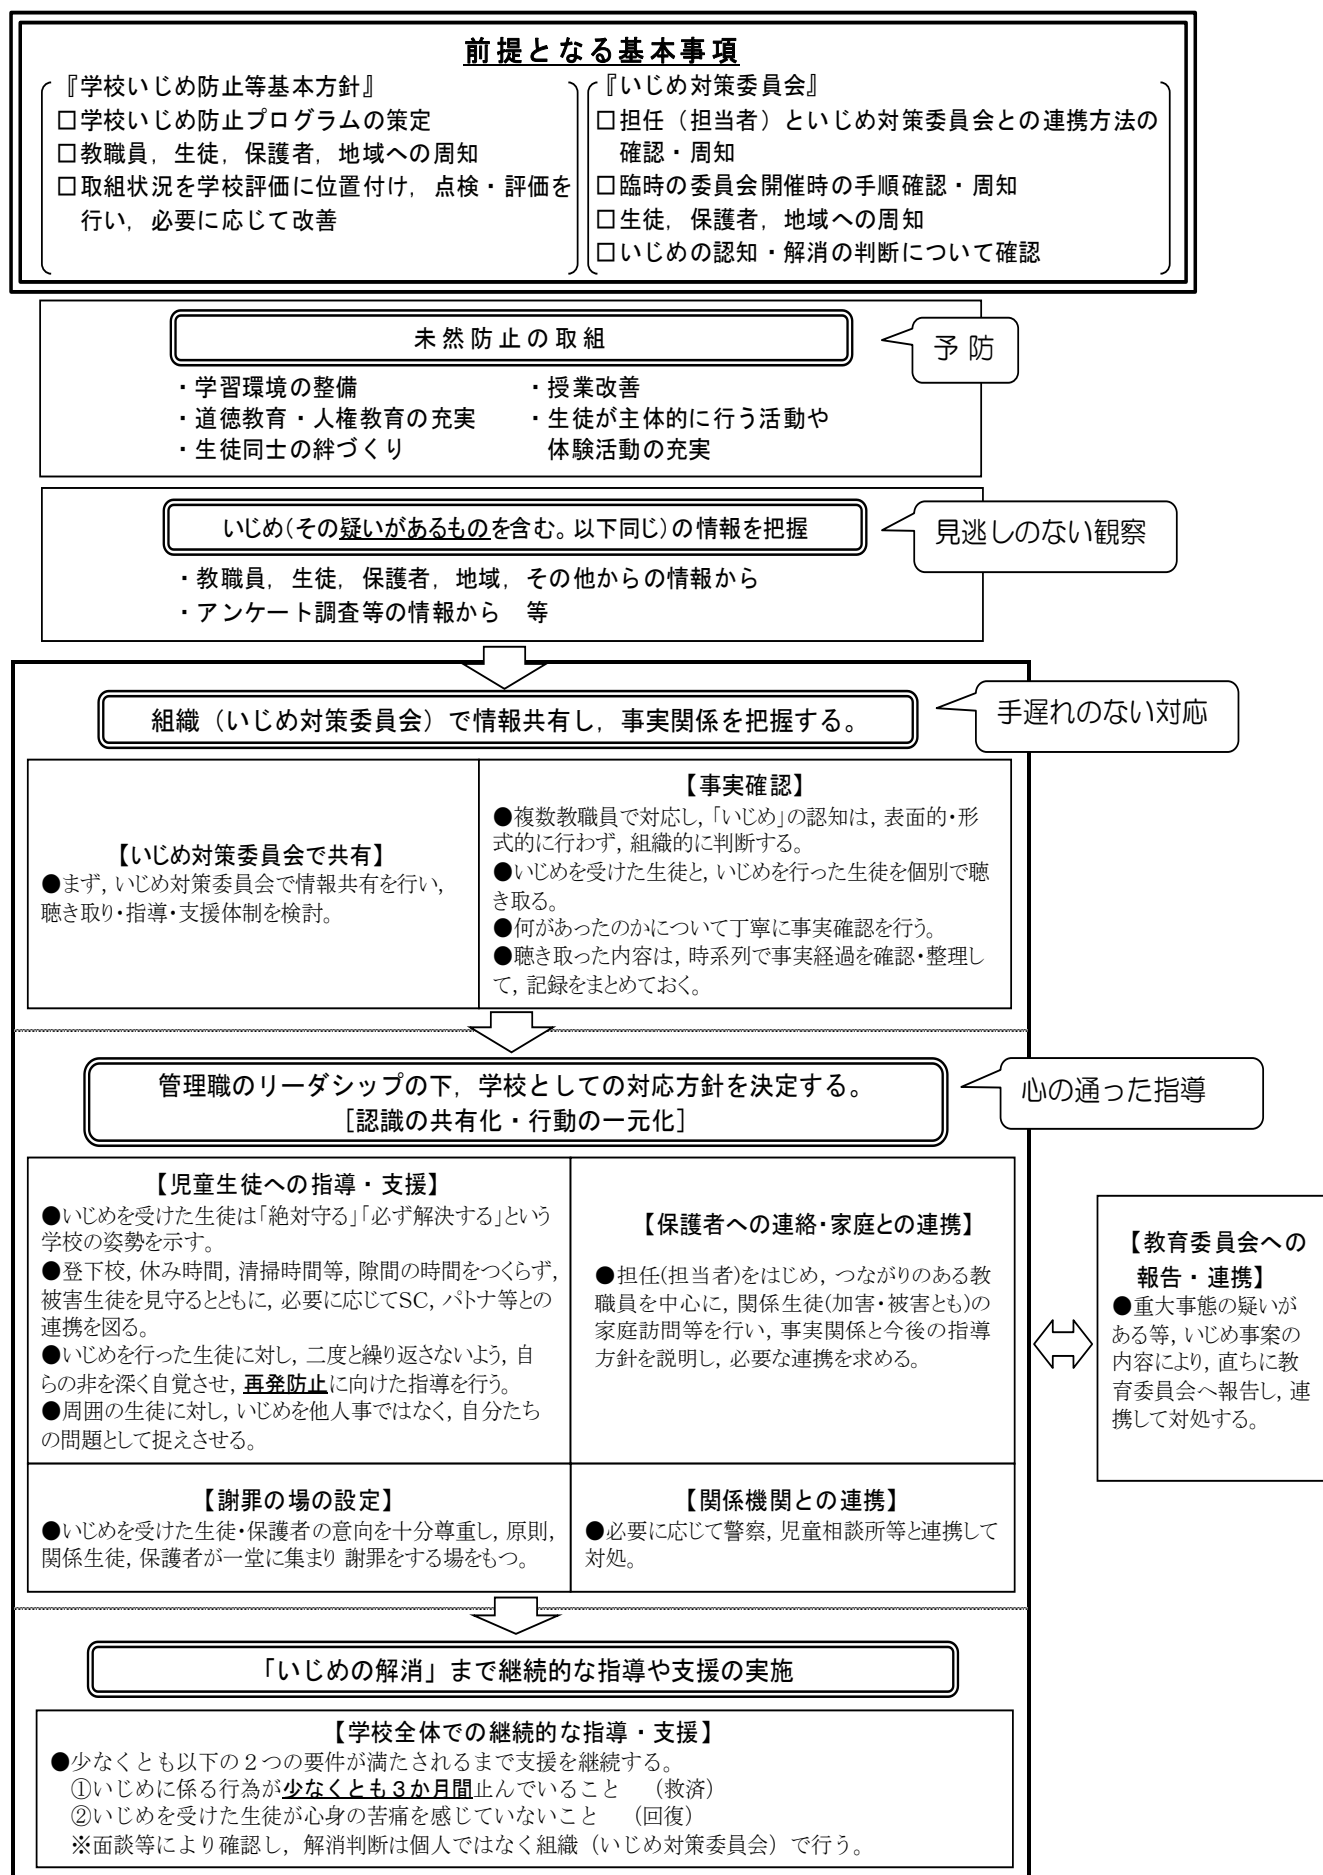 前提となる基本事項
『学校いじめ防止等基本方針』
□学校いじめ防止プログラムの策定
□教職員，生徒，保護者，地域への周知
□取組状況を学校評価に位置付け，点検・評価を
行い，必要に応じて改善
『いじめ対策委員会』
□担任（担当者）といじめ対策委員会との連携方法の
確認・周知
□臨時の委員会開催時の手順確認・周知
□生徒，保護者，地域への周知
□いじめの認知・解消の判断について確認
未然防止の取組
予防
・学習環境の整備
・道徳教育・人権教育の充実
・生徒同士の絆づくり
・授業改善
・生徒が主体的に行う活動や
体験活動の充実
いじめ（その疑いがあるものを含む。以下同じ）の情報を把握
見逃しのない観察
・教職員，生徒，保護者，地域，その他からの情報から
・アンケート調査等の情報から　等
組織（いじめ対策委員会）で情報共有し，事実関係を把握する。
手遅れのない対応
【いじめ対策委員会で共有】
●まず，いじめ対策委員会で情報共有を行い，
聴き取り・指導・支援体制を検討。
【事実確認】
●複数教職員で対応し，「いじめ」の認知は，表面的・形
式的に行わず，組織的に判断する。
●いじめを受けた生徒と，いじめを行った生徒を個別で聴
き取る。
●何があったのかについて丁寧に事実確認を行う。
●聴き取った内容は，時系列で事実経過を確認・整理し
て，記録をまとめておく。
管理職のリーダシップの下，学校としての対応方針を決定する。
［認識の共有化・行動の一元化］
心の通った指導
【児童生徒への指導・支援】
●いじめを受けた生徒は「絶対守る」「必ず解決する」という
学校の姿勢を示す。
●登下校，休み時間，清掃時間等，隙間の時間をつくらず，
被害生徒を見守るとともに，必要に応じてSC，パトナ等との
連携を図る。
●いじめを行った生徒に対し，二度と繰り返さないよう，自
らの非を深く自覚させ，再発防止に向けた指導を行う。
●周囲の生徒に対し，いじめを他人事ではなく，自分たち
の問題として捉えさせる。
【保護者への連絡・家庭との連携】
●担任(担当者)をはじめ，つながりのある教
職員を中心に，関係生徒(加害・被害とも)の
家庭訪問等を行い，事実関係と今後の指導
方針を説明し，必要な連携を求める。
【教育委員会への
報告・連携】
●重大事態の疑いが
ある等，いじめ事案の
内容により，直ちに教
育委員会へ報告し，連
携して対処する。
【謝罪の場の設定】
●いじめを受けた生徒・保護者の意向を十分尊重し，原則，
関係生徒，保護者が一堂に集まり 謝罪をする場をもつ。
【関係機関との連携】
●必要に応じて警察，児童相談所等と連携して
対処。
「いじめの解消」まで継続的な指導や支援の実施
【学校全体での継続的な指導・支援】
●少なくとも以下の２つの要件が満たされるまで支援を継続する。
①いじめに係る行為が少なくとも３か月間止んでいること　（救済）
②いじめを受けた生徒が心身の苦痛を感じていないこと　（回復）
※面談等により確認し，解消判断は個人ではなく組織（いじめ対策委員会）で行う。